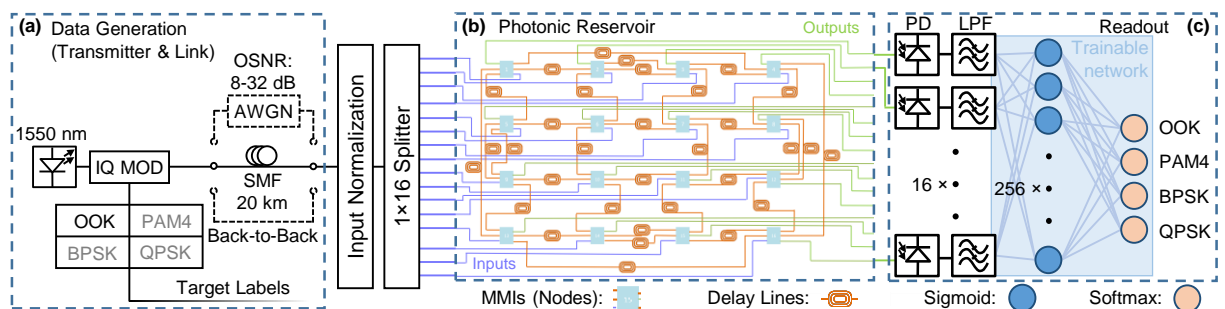 (a) Data Generation
(Transmitter & Link)
OSNR:
8-32 dB
AWGN
1550 nm
IQ MOD
SMF
20 km
Back-to-Back
OOK PAM4
BPSK QPSK
Target Labels
Input Normalization
1×16 Splitter
(b) Photonic Reservoir
Outputs
Inputs
MMIs (Nodes):
Delay Lines:
PD LPF Readout (c)
Trainable
network
16 ×
256 ×
OOK
PAM4
BPSK
QPSK
Sigmoid:
Softmax: